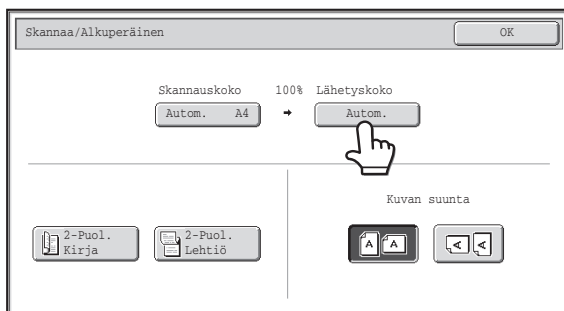 Skannaa/Alkuperäinen
OK
Skannauskoko 100% Lähetyskoko
Autom. A4
Autom.
Kuvan suunta
2-Puol.
Kirja
2-Puol.
Lehtiö
A A
A A